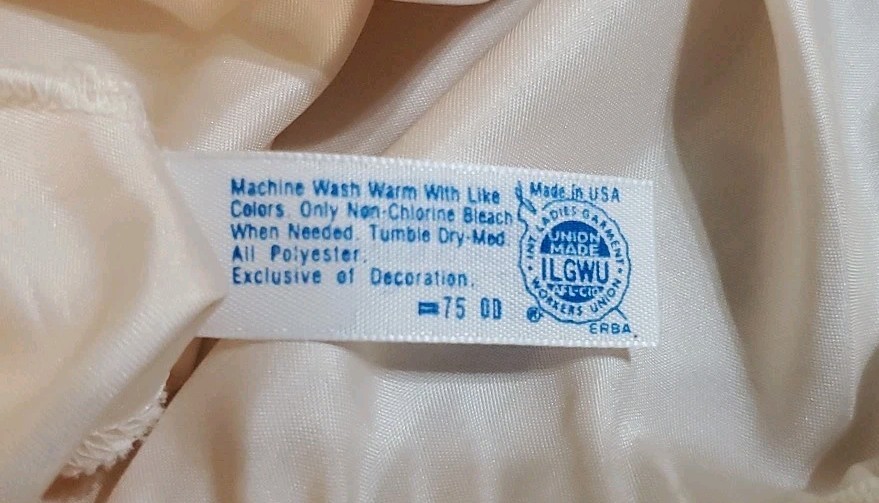 Machine Wash Warm With Like
Colors. Only Non-Chlorine Bleach
When Needed. Tumble Dry-Med
All Polyester.
Exclusive of Decoration.
=75 OD
Made in USA
INT. LADIES GARMENT
UNION
MADE
ILGWU
AFL-CIO
WORKERS UNION
®
ERBA